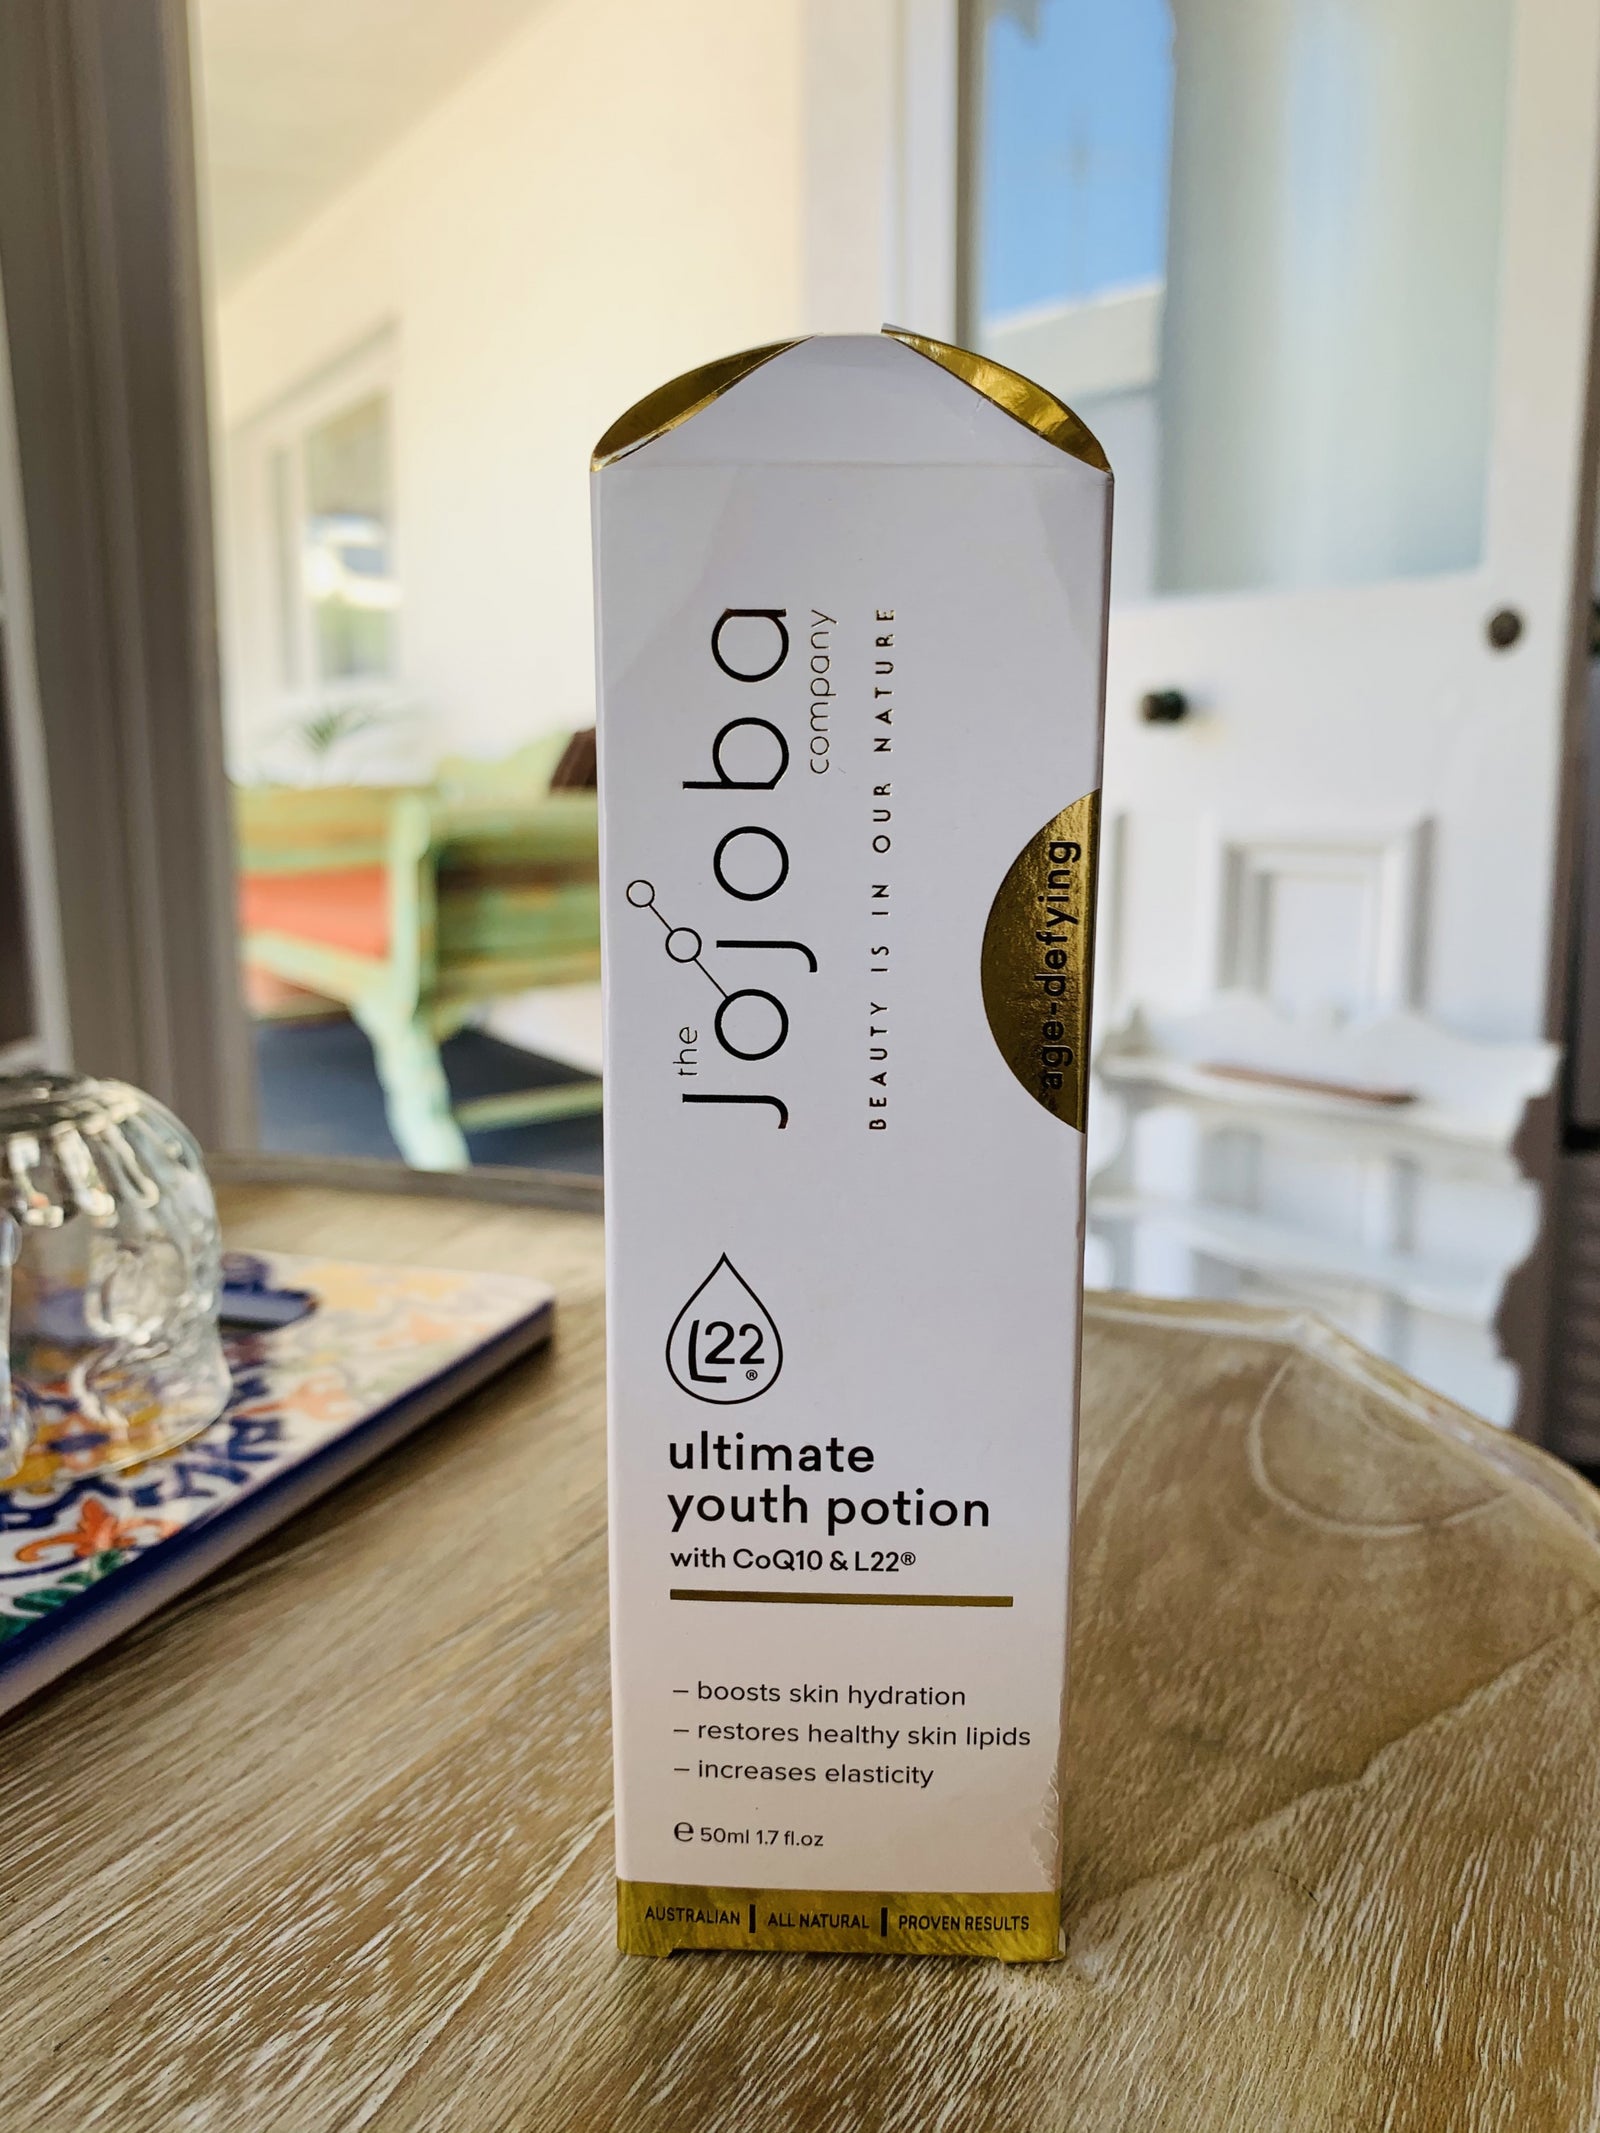 the
jojoba
company
BEAUTY IS IN OUR NATURE
age-defying
L22®
ultimate
youth potion
with CoQ10 & L22®
– boosts skin hydration
– restores healthy skin lipids
– increases elasticity
℮ 50ml 1.7 fl.oz
AUSTRALIAN | ALL NATURAL | PROVEN RESULTS